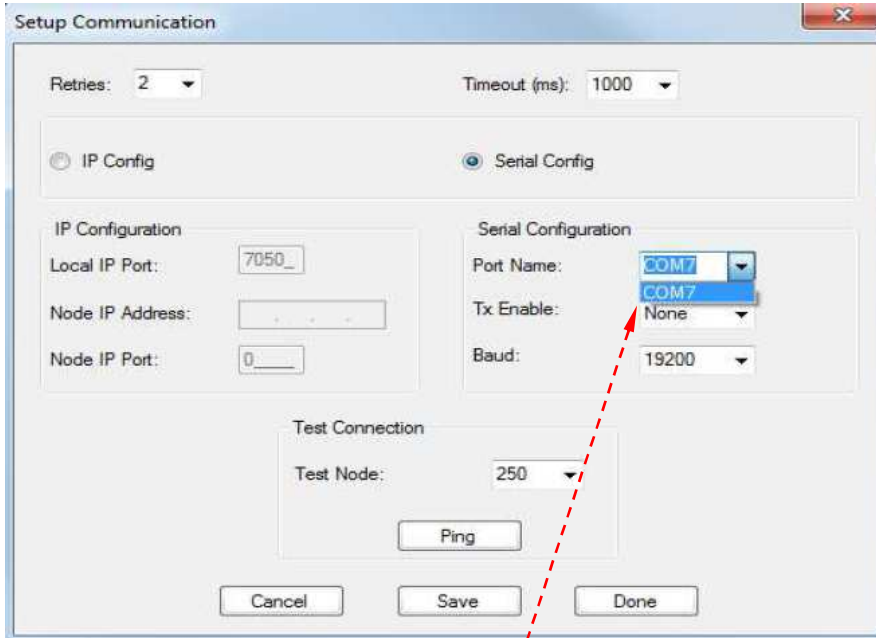 Setup Communication
Retries: 2 Timeout (ms): 1000
IP Config Serial Config
IP Configuration Serial Configuration
Local IP Port: 7050_ Port Name: COM7
COM7
Node IP Address: . . . Tx Enable: None
Node IP Port: 0____ Baud: 19200
Test Connection
Test Node: 250
Ping
Cancel Save Done